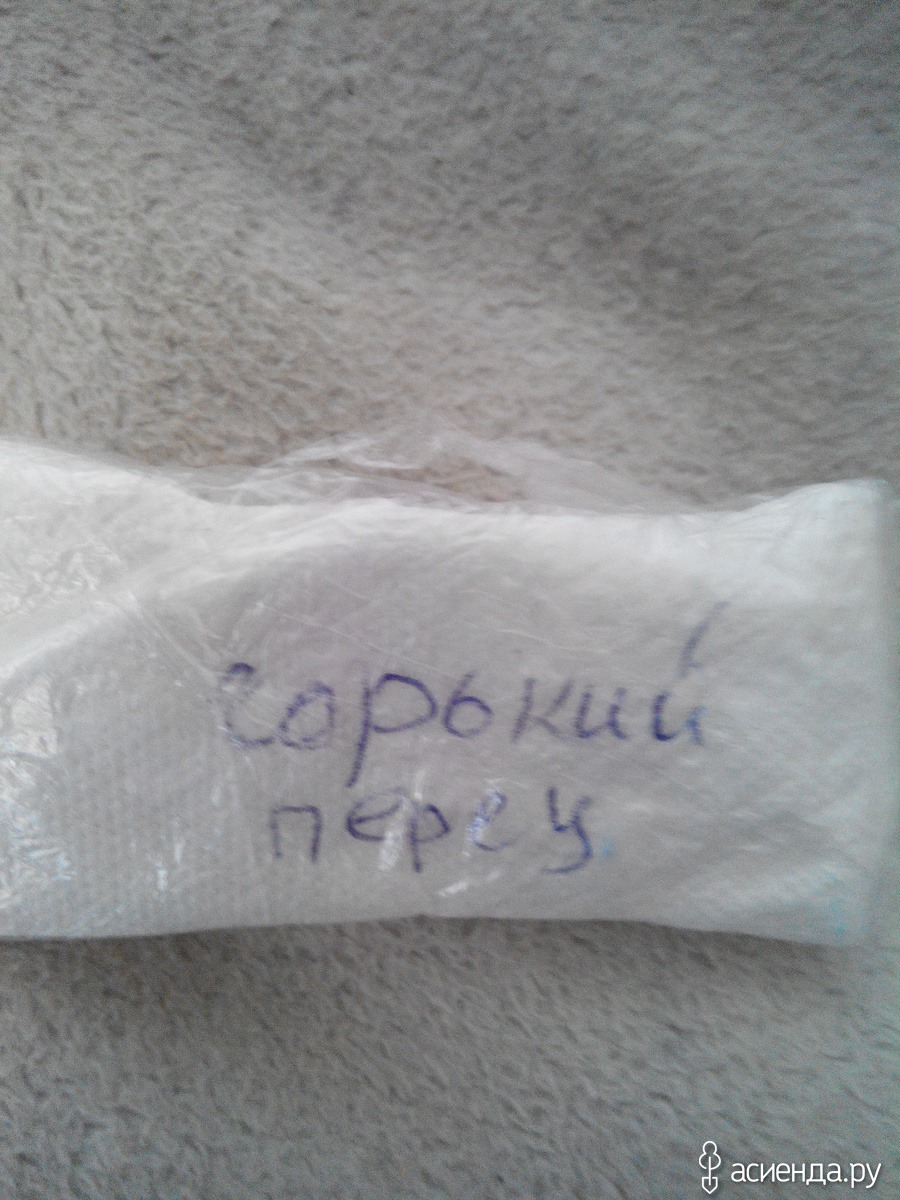 горький
перец
асиенда.ру